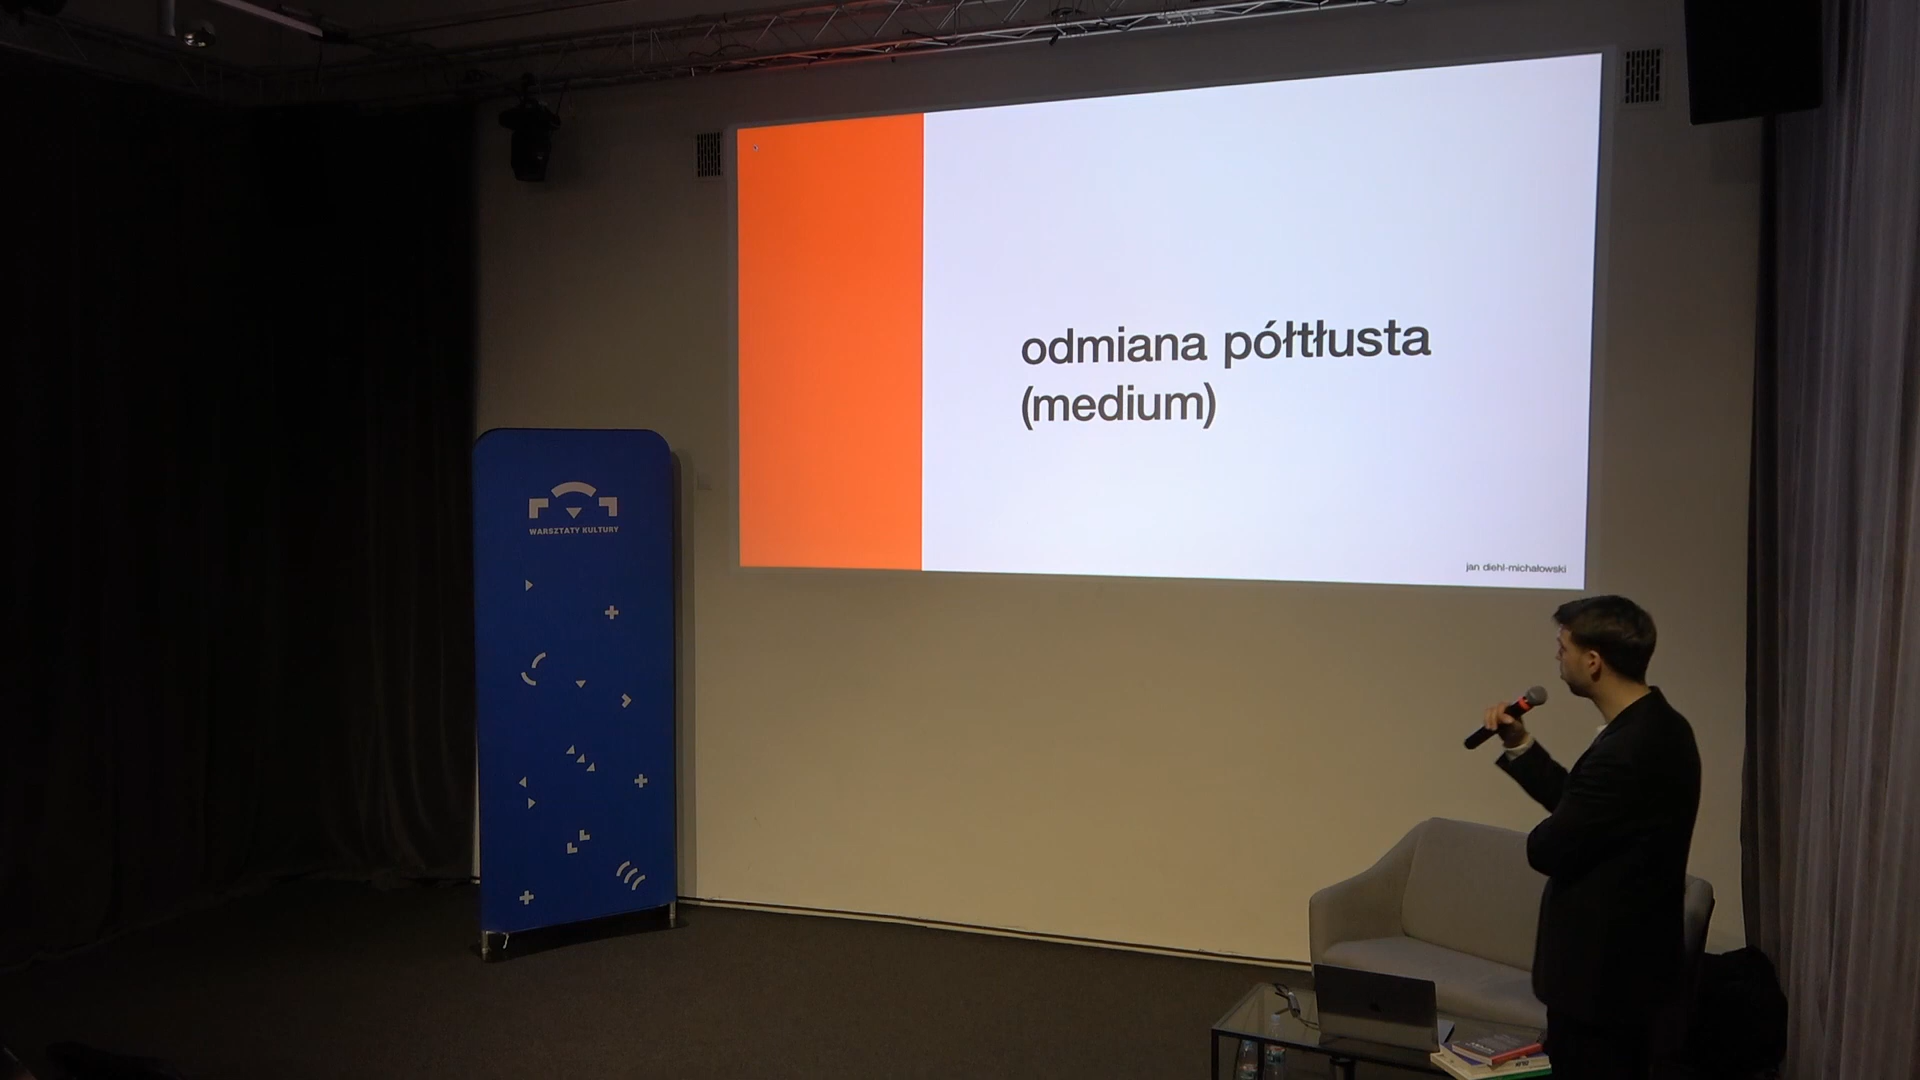 odmiana półtłusta
(medium)
jan diehl-michałowski
WARSZTATY KULTURY